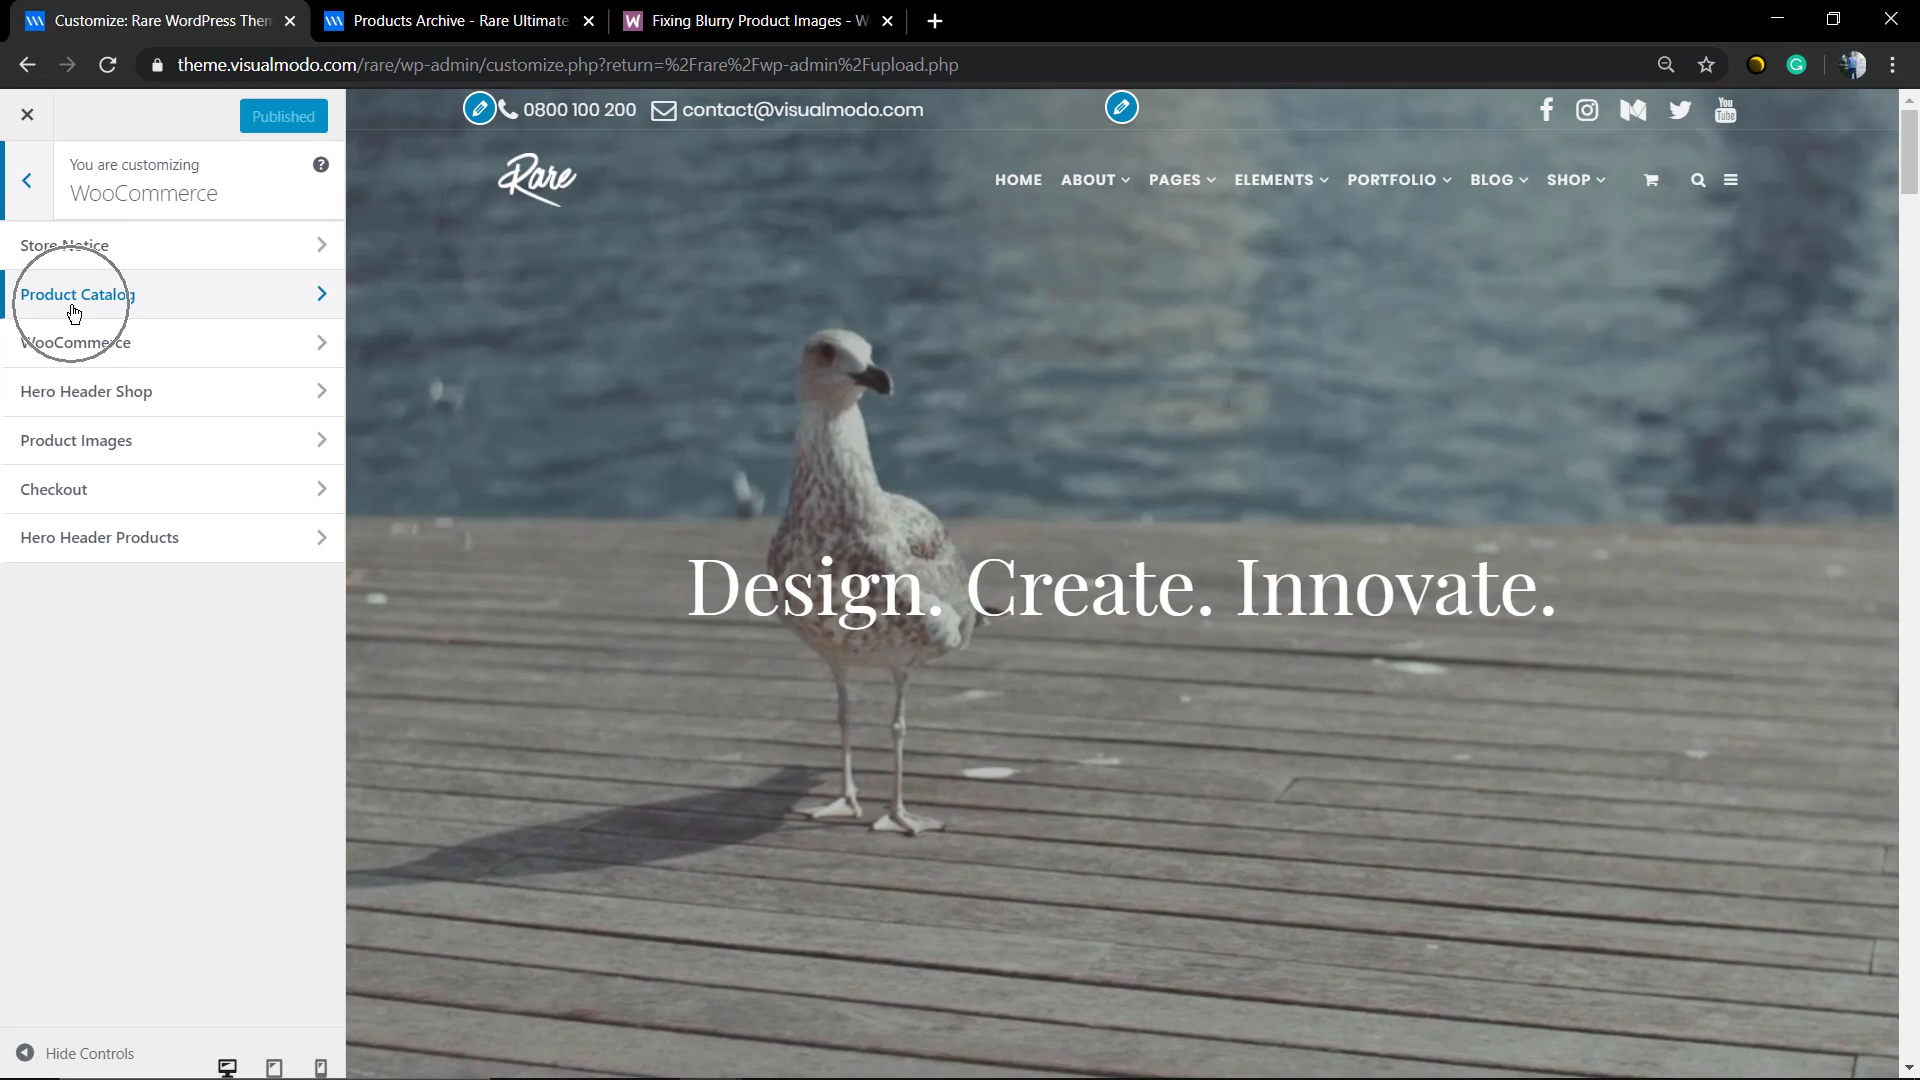 Customize: Rare WordPress Them
Products Archive - Rare Ultimate
W Fixing Blurry Product Images - W
theme.visualmodo.com/rare/wp-admin/customize.php?return=%2Frare%2Fwp-admin%2Fupload.php
Published
You are customizing
WooCommerce
Store Notice
Product Catalog
WooCommerce
Hero Header Shop
Product Images
Checkout
Hero Header Products
Hide Controls
0800 100 200 contact@visualmodo.com
You
Tube
Rare
HOME ABOUT PAGES ELEMENTS PORTFOLIO BLOG SHOP
Design. Create. Innovate.